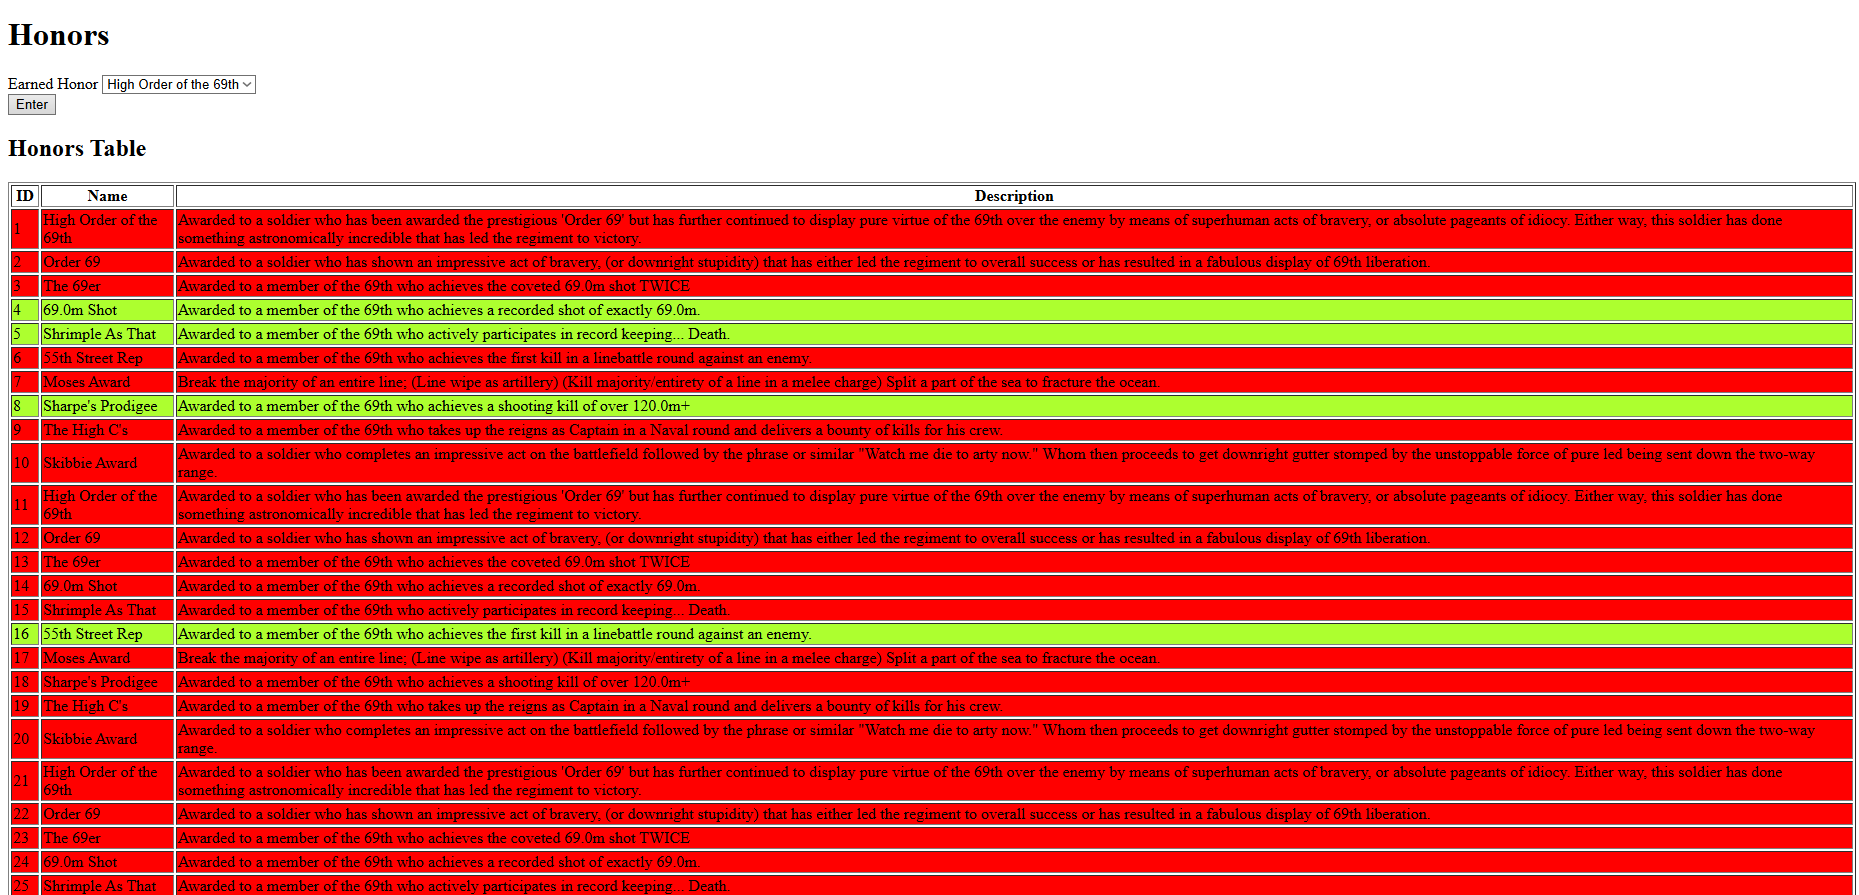 Honors
Earned Honor High Order of the 69th
Enter
Honors Table
ID Name Description
1 High Order of the 69th Awarded to a soldier who has been awarded the prestigious 'Order 69' but has further continued to display pure virtue of the 69th over the enemy by means of superhuman acts of bravery, or absolute pageants of idiocy. Either way, this soldier has done
something astronomically incredible that has led the regiment to victory.
2 Order 69 Awarded to a soldier who has shown an impressive act of bravery, (or downright stupidity) that has either led the regiment to overall success or has resulted in a fabulous display of 69th liberation.
3 The 69er Awarded to a member of the 69th who achieves the coveted 69.0m shot TWICE
4 69.0m Shot Awarded to a member of the 69th who achieves a recorded shot of exactly 69.0m.
5 Shrimple As That Awarded to a member of the 69th who actively participates in record keeping... Death.
6 55th Street Rep Awarded to a member of the 69th who achieves the first kill in a linebattle round against an enemy.
7 Moses Award Break the majority of an entire line; (Line wipe as artillery) (Kill majority/entirety of a line in a melee charge) Split a part of the sea to fracture the ocean.
8 Sharpe's Prodigee Awarded to a member of the 69th who achieves a shooting kill of over 120.0m+
9 The High C's Awarded to a member of the 69th who takes up the reigns as Captain in a Naval round and delivers a bounty of kills for his crew.
10 Skibbie Award Awarded to a soldier who completes an impressive act on the battlefield followed by the phrase or similar "Watch me die to arty now." Whom then proceeds to get downright gutter stomped by the unstoppable force of pure led being sent down the two-way
range.
11 High Order of the 69th Awarded to a soldier who has been awarded the prestigious 'Order 69' but has further continued to display pure virtue of the 69th over the enemy by means of superhuman acts of bravery, or absolute pageants of idiocy. Either way, this soldier has done
something astronomically incredible that has led the regiment to victory.
12 Order 69 Awarded to a soldier who has shown an impressive act of bravery, (or downright stupidity) that has either led the regiment to overall success or has resulted in a fabulous display of 69th liberation.
13 The 69er Awarded to a member of the 69th who achieves the coveted 69.0m shot TWICE
14 69.0m Shot Awarded to a member of the 69th who achieves a recorded shot of exactly 69.0m.
15 Shrimple As That Awarded to a member of the 69th who actively participates in record keeping... Death.
16 55th Street Rep Awarded to a member of the 69th who achieves the first kill in a linebattle round against an enemy.
17 Moses Award Break the majority of an entire line; (Line wipe as artillery) (Kill majority/entirety of a line in a melee charge) Split a part of the sea to fracture the ocean.
18 Sharpe's Prodigee Awarded to a member of the 69th who achieves a shooting kill of over 120.0m+
19 The High C's Awarded to a member of the 69th who takes up the reigns as Captain in a Naval round and delivers a bounty of kills for his crew.
20 Skibbie Award Awarded to a soldier who completes an impressive act on the battlefield followed by the phrase or similar "Watch me die to arty now." Whom then proceeds to get downright gutter stomped by the unstoppable force of pure led being sent down the two-way
range.
21 High Order of the 69th Awarded to a soldier who has been awarded the prestigious 'Order 69' but has further continued to display pure virtue of the 69th over the enemy by means of superhuman acts of bravery, or absolute pageants of idiocy. Either way, this soldier has done
something astronomically incredible that has led the regiment to victory.
22 Order 69 Awarded to a soldier who has shown an impressive act of bravery, (or downright stupidity) that has either led the regiment to overall success or has resulted in a fabulous display of 69th liberation.
23 The 69er Awarded to a member of the 69th who achieves the coveted 69.0m shot TWICE
24 69.0m Shot Awarded to a member of the 69th who achieves a recorded shot of exactly 69.0m.
25 Shrimple As That Awarded to a member of the 69th who actively participates in record keeping... Death.